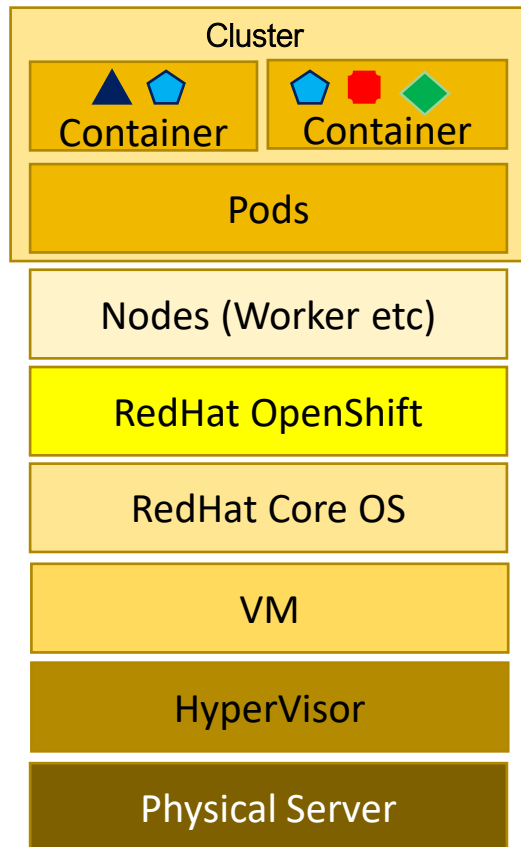 Cluster
Container
Container
Pods
Nodes (Worker etc)
RedHat OpenShift
RedHat Core OS
VM
HyperVisor
Physical Server